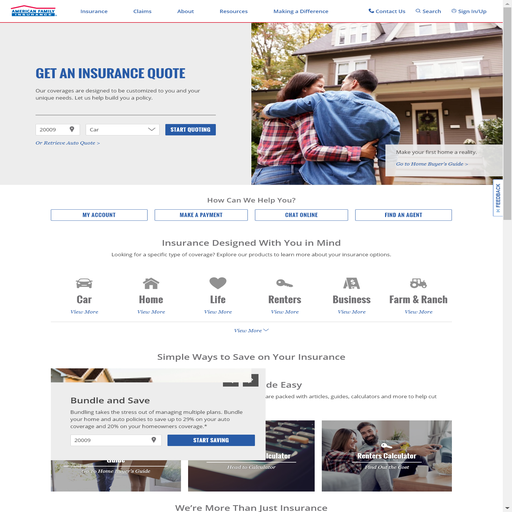 AMERICAN FAMILY
INSURANCE
Insurance
Claims
About
Resources
Making a Difference
Contact Us
Search
Sign In/Up
GET AN INSURANCE QUOTE
Our coverages are designed to be customized to you and your
unique needs. Let us help build you a policy.
20009
Car
START QUOTING
Or Retrieve Auto Quote >
Make your first home a reality.
Go to Home Buyer's Guide >
FEEDBACK
How Can We Help You?
MY ACCOUNT
MAKE A PAYMENT
CHAT ONLINE
FIND AN AGENT
Insurance Designed With You in Mind
Looking for a specific type of coverage? Explore our products to learn more about your insurance options.
Car
Home
Life
Renters
Business
Farm & Ranch
View More
View More
View More
View More
View More
View More
View More
Simple Ways to Save on Your Insurance
de Easy
are packed with articles, guides, calculators and more to help cut
Bundle and Save
Bundling takes the stress out of managing multiple plans. Bundle
your home and auto policies to save up to 29% on your auto
coverage and 20% on your homeowners coverage.*
20009
START SAVING
Guide
Home Buyer's Guide
Calculator
Calculator
Renters Calculator
Find Out the Cost
We're More Than Just Insurance